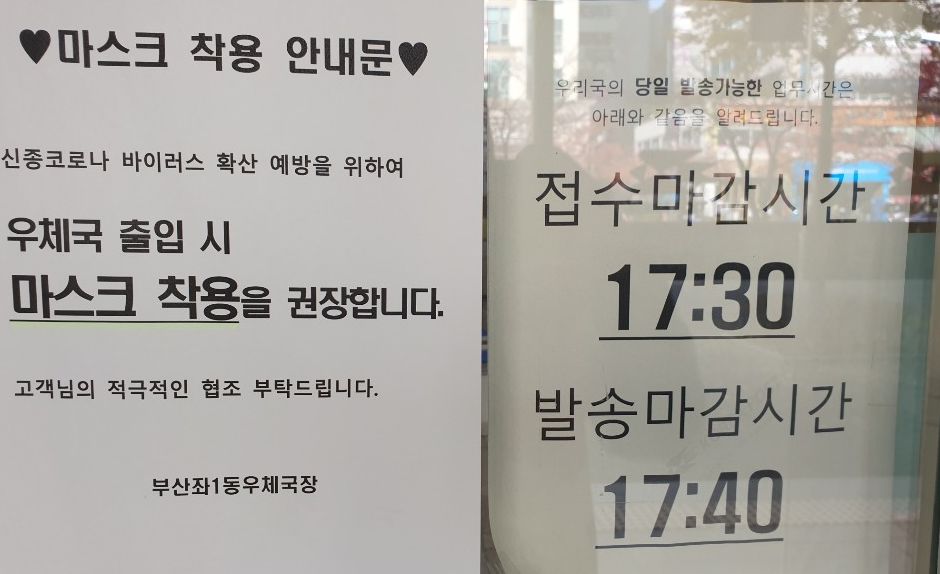 ♥마스크 착용 안내문♥
신종코로나 바이러스 확산 예방을 위하여
우체국 출입 시
마스크 착용을 권장합니다.
고객님의 적극적인 협조 부탁드립니다.
부산좌1동우체국장
우리국의 당일 발송가능한 업무시간은
아래와 같음을 알려드립니다.
접수마감시간
17:30
발송마감시간
17:40